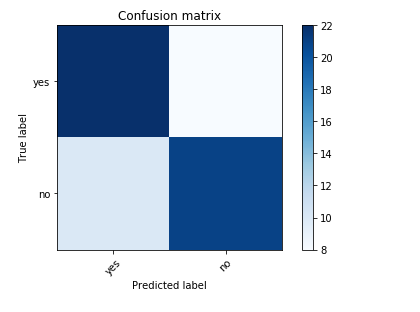 Confusion matrix
True label
yes
no
yes
no
Predicted label
22
20
18
16
14
12
10
8